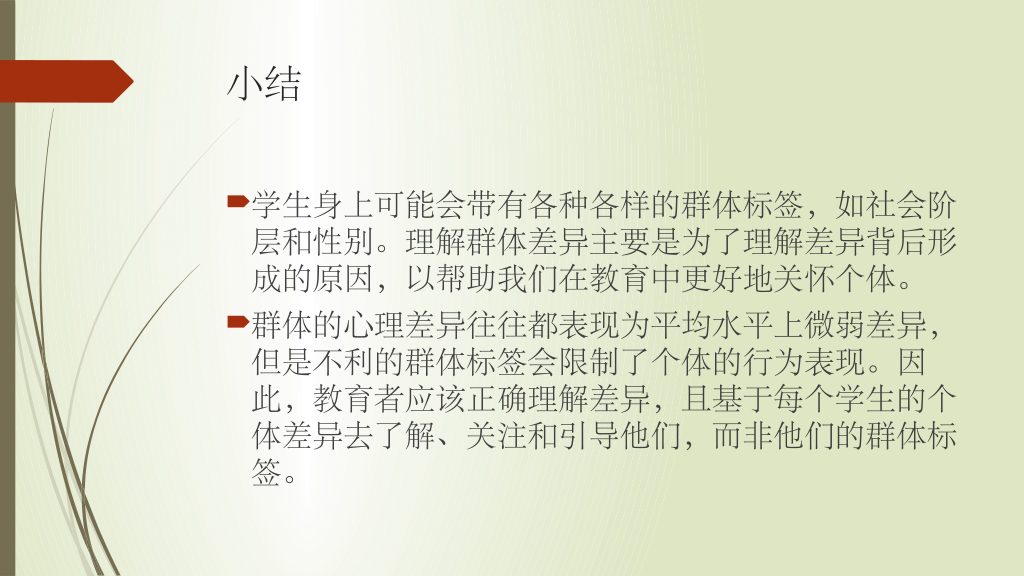 小结
学生身上可能会带有各种各样的群体标签，如社会阶
层和性别。理解群体差异主要是为了理解差异背后形
成的原因，以帮助我们在教育中更好地关怀个体。
群体的心理差异往往都表现为平均水平上微弱差异，
但是不利的群体标签会限制了个体的行为表现。因
此，教育者应该正确理解差异，且基于每个学生的个
体差异去了解、关注和引导他们，而非他们的群体标
签。